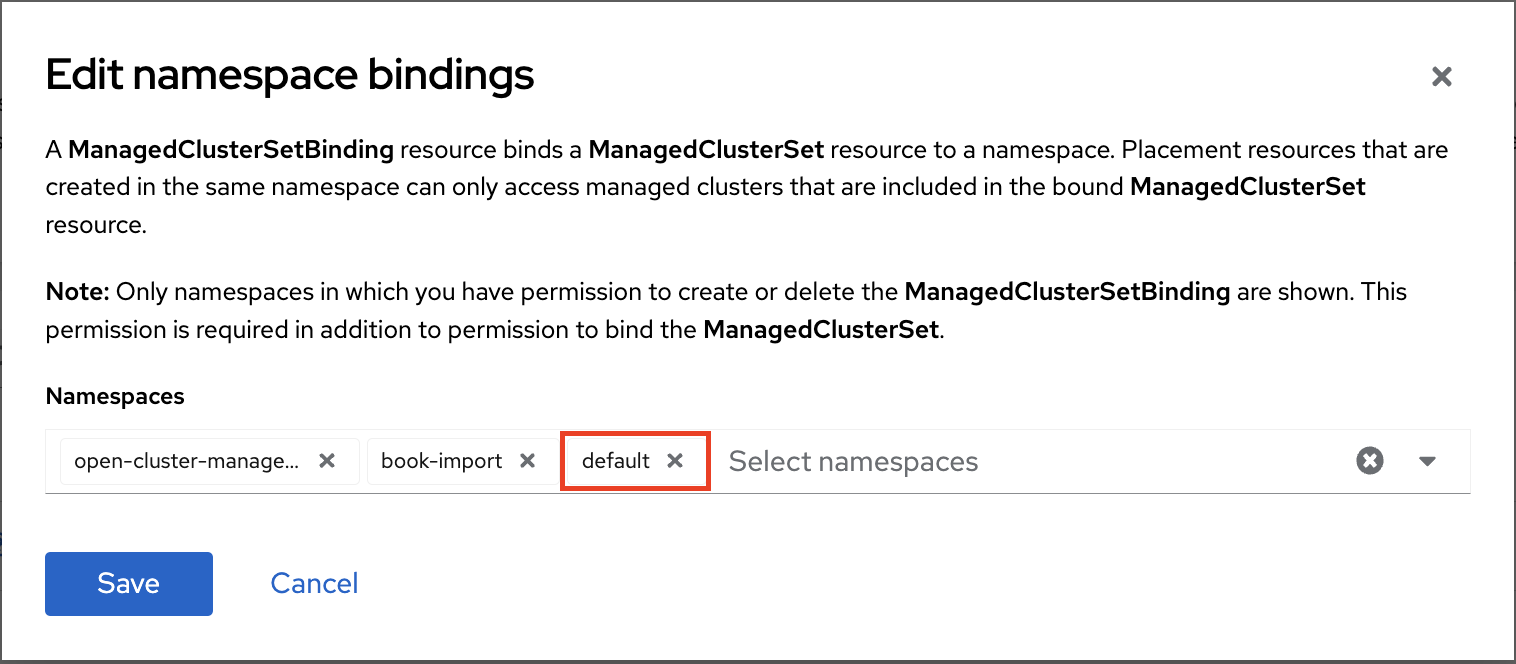 Edit namespace bindings
A ManagedClusterSetBinding resource binds a ManagedClusterSet resource to a namespace. Placement resources that are
created in the same namespace can only access managed clusters that are included in the bound ManagedClusterSet
resource.
Note: Only namespaces in which you have permission to create or delete the ManagedClusterSetBinding are shown. This
permission is required in addition to permission to bind the ManagedClusterSet.
Namespaces
open-cluster-manage... book-import default Select namespaces
Save Cancel